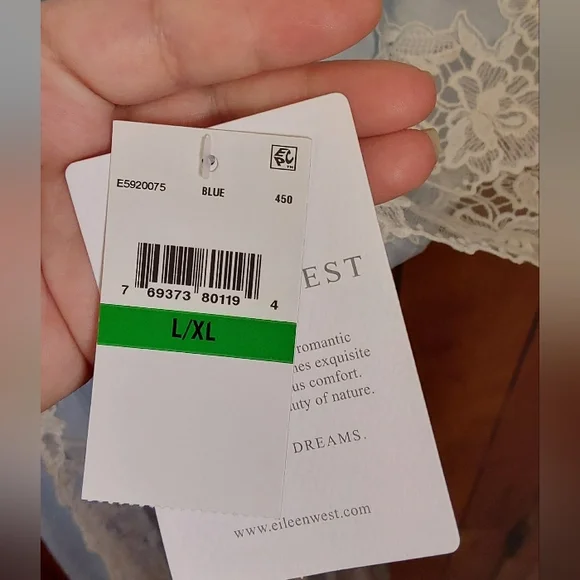 E5920075 BLUE 450
7 69373 80119 4
L/XL
EST
romantic
es exquisite
us comfort.
uty of nature.
DREAMS.
www.eileenwest.com